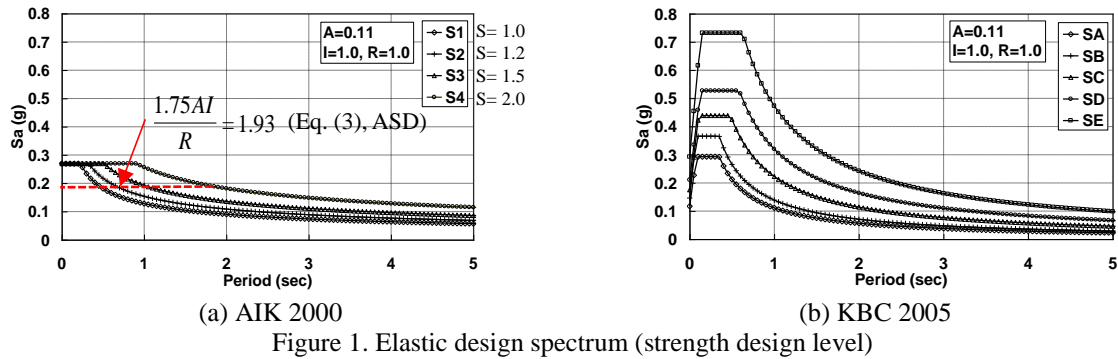 0.8
0.7
0.6
0.5
0.4
0.3
0.2
0.1
0
Sa (g)
A=0.11
I=1.0, R=1.0
S1 S= 1.0
S2 S= 1.2
S3 S= 1.5
S4 S= 2.0
1.75AI / R = 1.93 (Eq. (3), ASD)
0 1 2 3 4 5
Period (sec)
(a) AIK 2000
0.8
0.7
0.6
0.5
0.4
0.3
0.2
0.1
0
Sa (g)
A=0.11
I=1.0, R=1.0
SA
SB
SC
SD
SE
0 1 2 3 4 5
Period (sec)
(b) KBC 2005
Figure 1. Elastic design spectrum (strength design level)